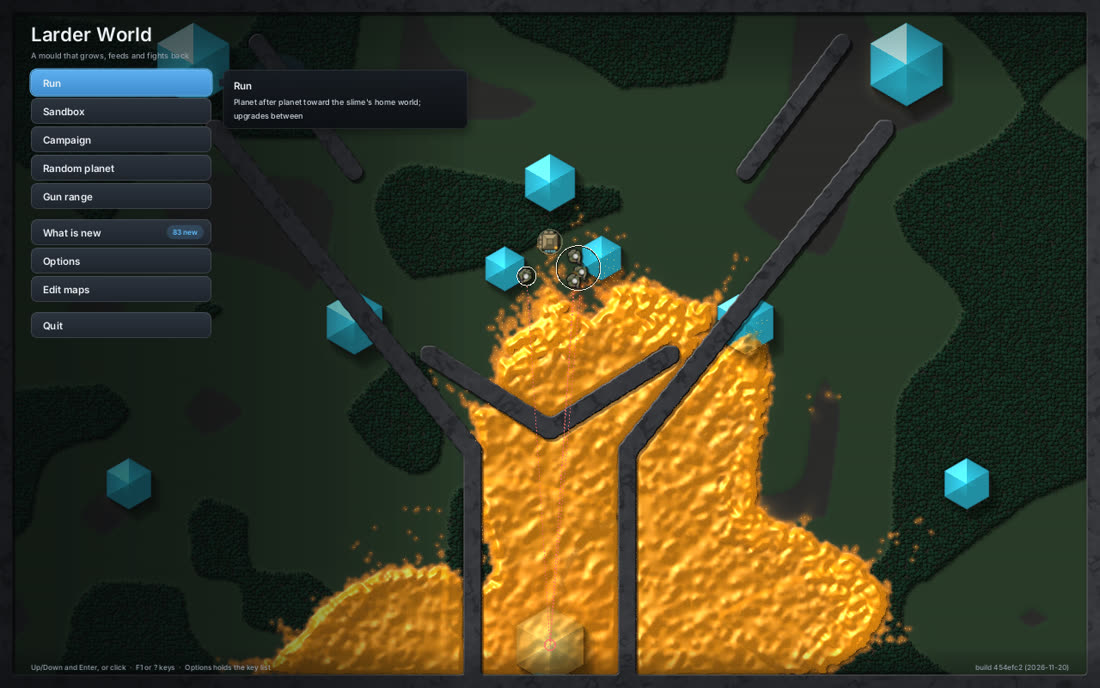 Larder World
A mould that grows, feeds and fights back
Run
Run
Planet after planet toward the slime's home world;
upgrades between
Sandbox
Campaign
Random planet
Gun range
What is new
83 new
Options
Edit maps
Quit
Up/Down and Enter, or click · F1 or ? keys · Options holds the key list
build 454efc2 (2026-11-20)